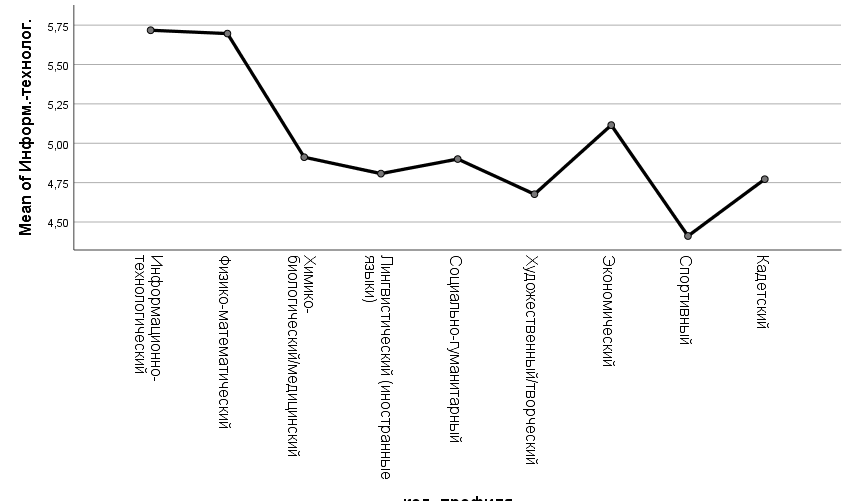 Mean of Информ.-технолог.
5,75
5,50
5,25
5,00
4,75
4,50
Информационно-
технологический
Физико-математический
Химико-
биологический/медицинский
Лингвистический (иностранные
языки)
Социально-гуманитарный
Художественный/творческий
Экономический
Спортивный
Кадетский